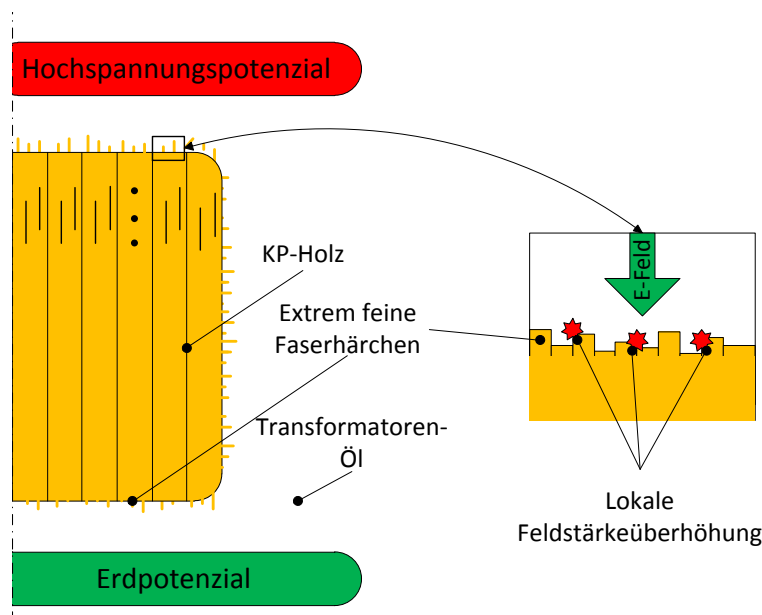 Hochspannungspotenzial
KP-Holz
E-Feld
Extrem feine
Faserhärchen
Transformatoren-
Öl
Lokale
Feldstärkeüberhöhung
Erdpotenzial